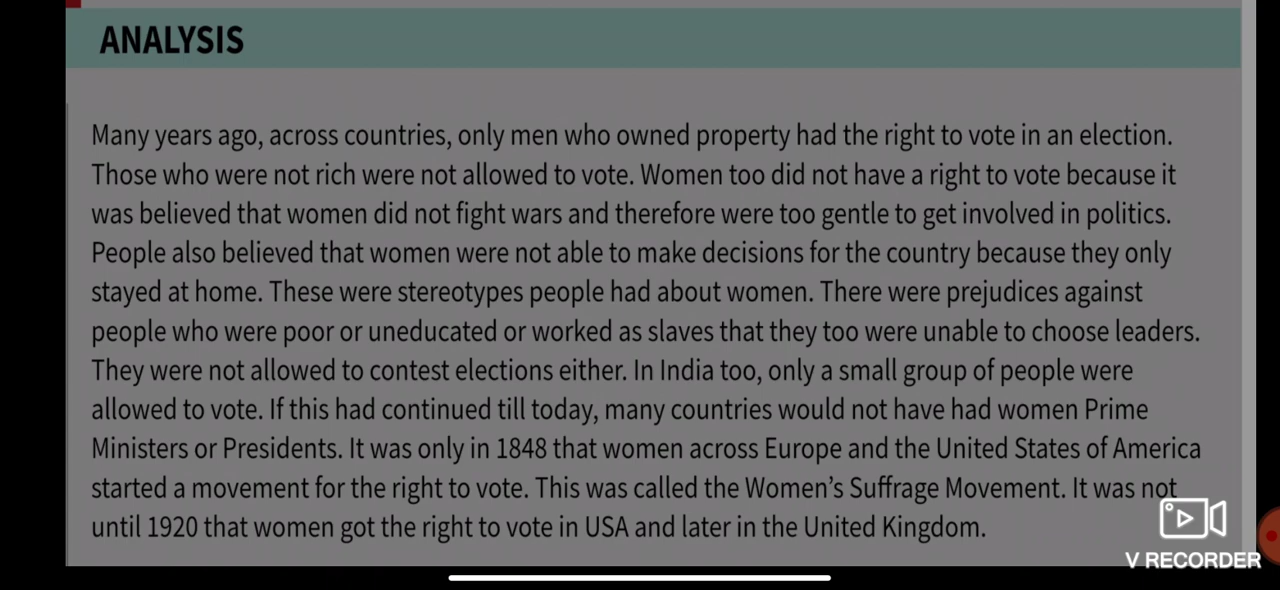 ANALYSIS
Many years ago, across countries, only men who owned property had the right to vote in an election.
Those who were not rich were not allowed to vote. Women too did not have a right to vote because it
was believed that women did not fight wars and therefore were too gentle to get involved in politics.
People also believed that women were not able to make decisions for the country because they only
stayed at home. These were stereotypes people had about women. There were prejudices against
people who were poor or uneducated or worked as slaves that they too were unable to choose leaders.
They were not allowed to contest elections either. In India too, only a small group of people were
allowed to vote. If this had continued till today, many countries would not have had women Prime
Ministers or Presidents. It was only in 1848 that women across Europe and the United States of America
started a movement for the right to vote. This was called the Women’s Suffrage Movement. It was not
until 1920 that women got the right to vote in USA and later in the United Kingdom.
V RECORDER